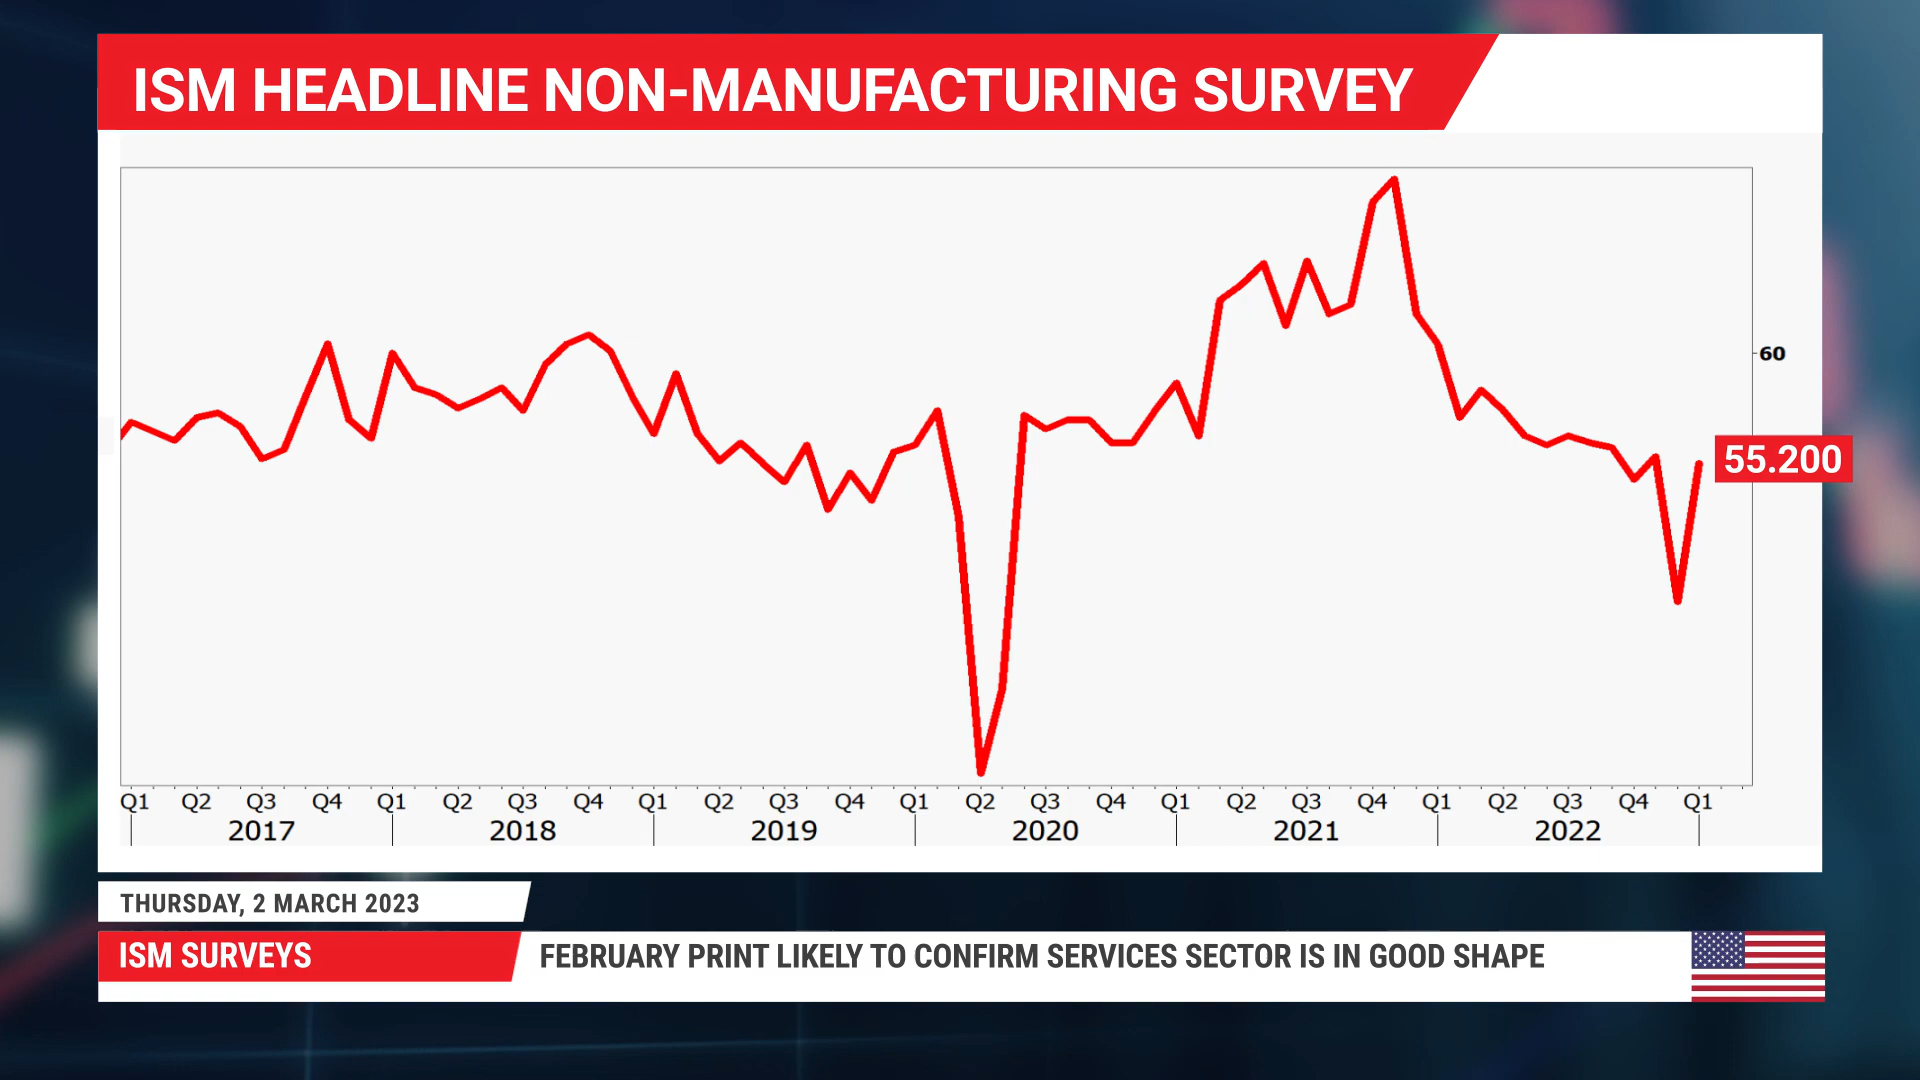 ISM HEADLINE NON-MANUFACTURING SURVEY
60
55.200
Q1 Q2 Q3 Q4 Q1 Q2 Q3 Q4 Q1 Q2 Q3 Q4 Q1 Q2 Q3 Q4 Q1 Q2 Q3 Q4 Q1 Q2 Q3 Q4 Q1
2017 2018 2019 2020 2021 2022
THURSDAY, 2 MARCH 2023
ISM SURVEYS
FEBRUARY PRINT LIKELY TO CONFIRM SERVICES SECTOR IS IN GOOD SHAPE